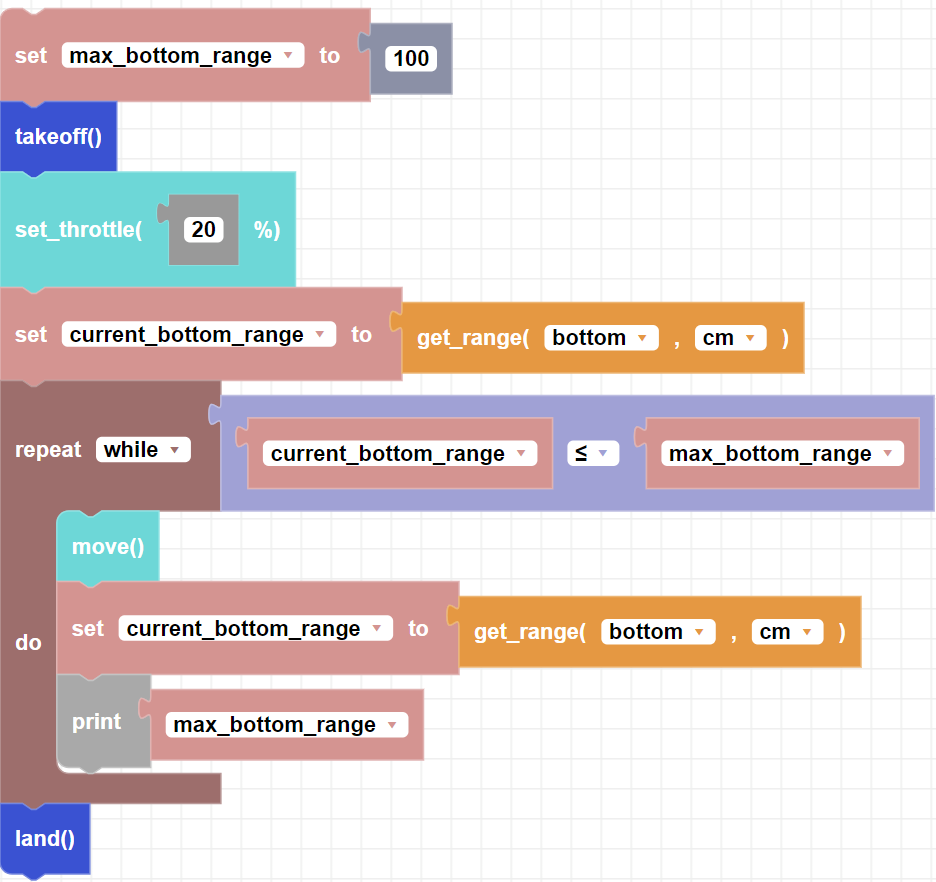 set max_bottom_range to 100
takeoff()
set_throttle( 20 %)
set current_bottom_range to get_range( bottom , cm )
repeat while current_bottom_range ≤ max_bottom_range
move()
do set current_bottom_range to get_range( bottom , cm )
print max_bottom_range
land()